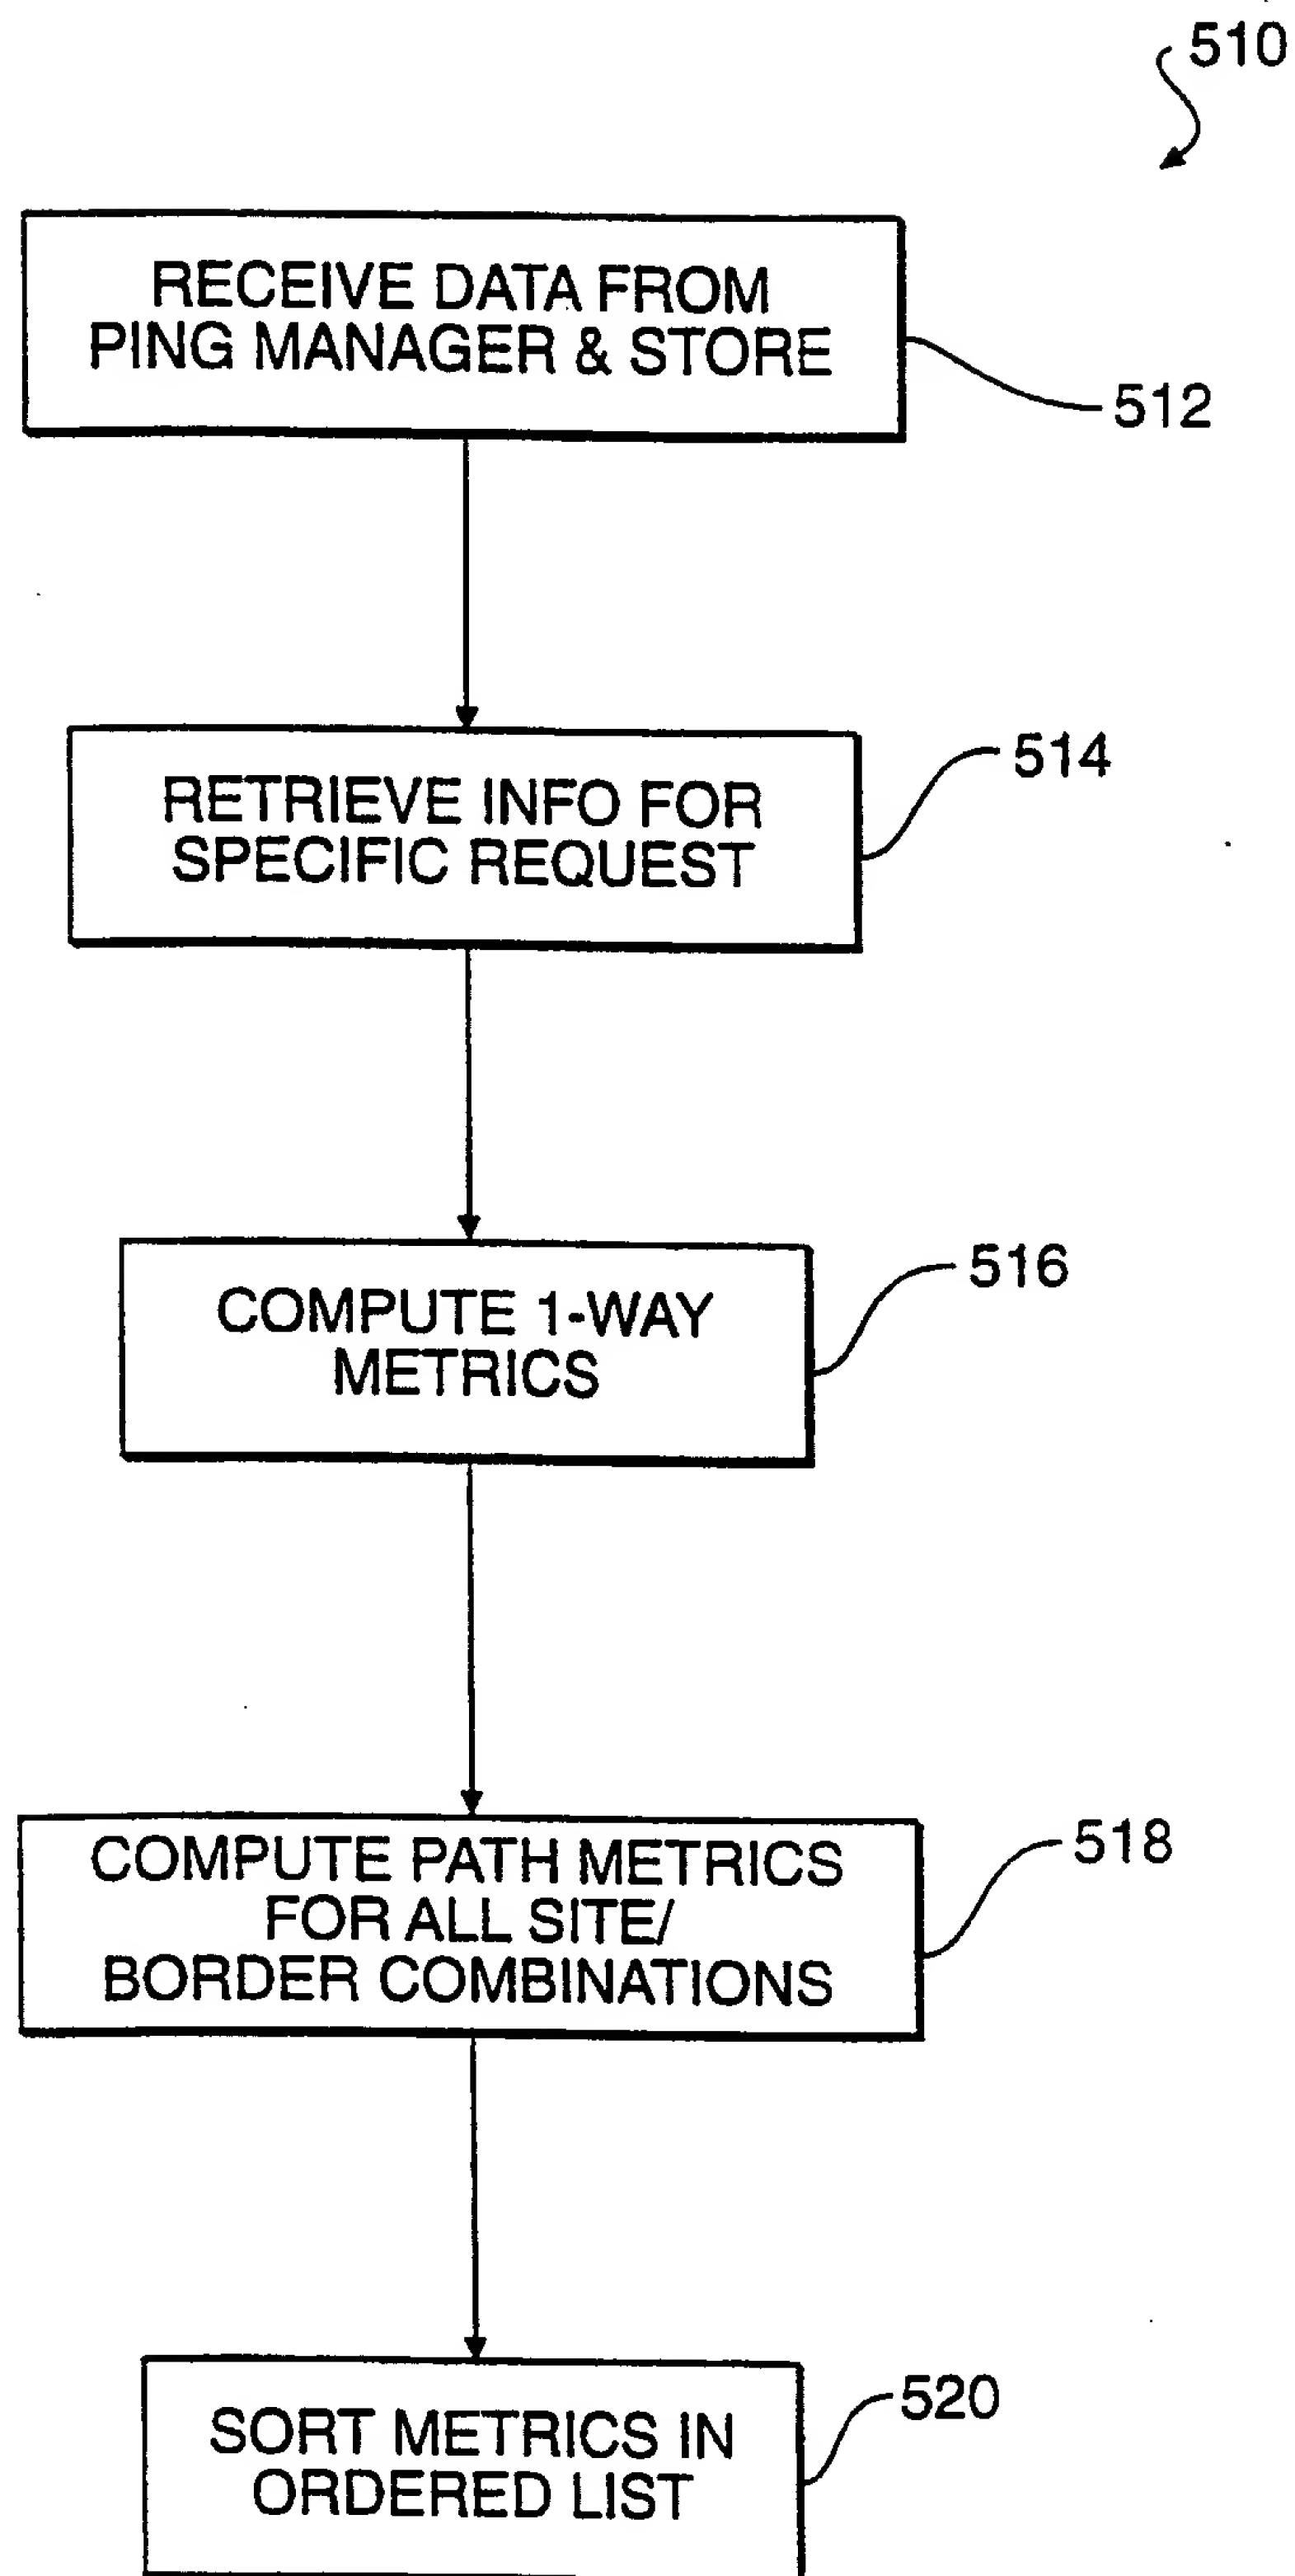 510
RECEIVE DATA FROM
PING MANAGER & STORE
512
RETRIEVE INFO FOR
SPECIFIC REQUEST
514
COMPUTE 1-WAY
METRICS
516
COMPUTE PATH METRICS
FOR ALL SITE/
BORDER COMBINATIONS
518
SORT METRICS IN
ORDERED LIST
520